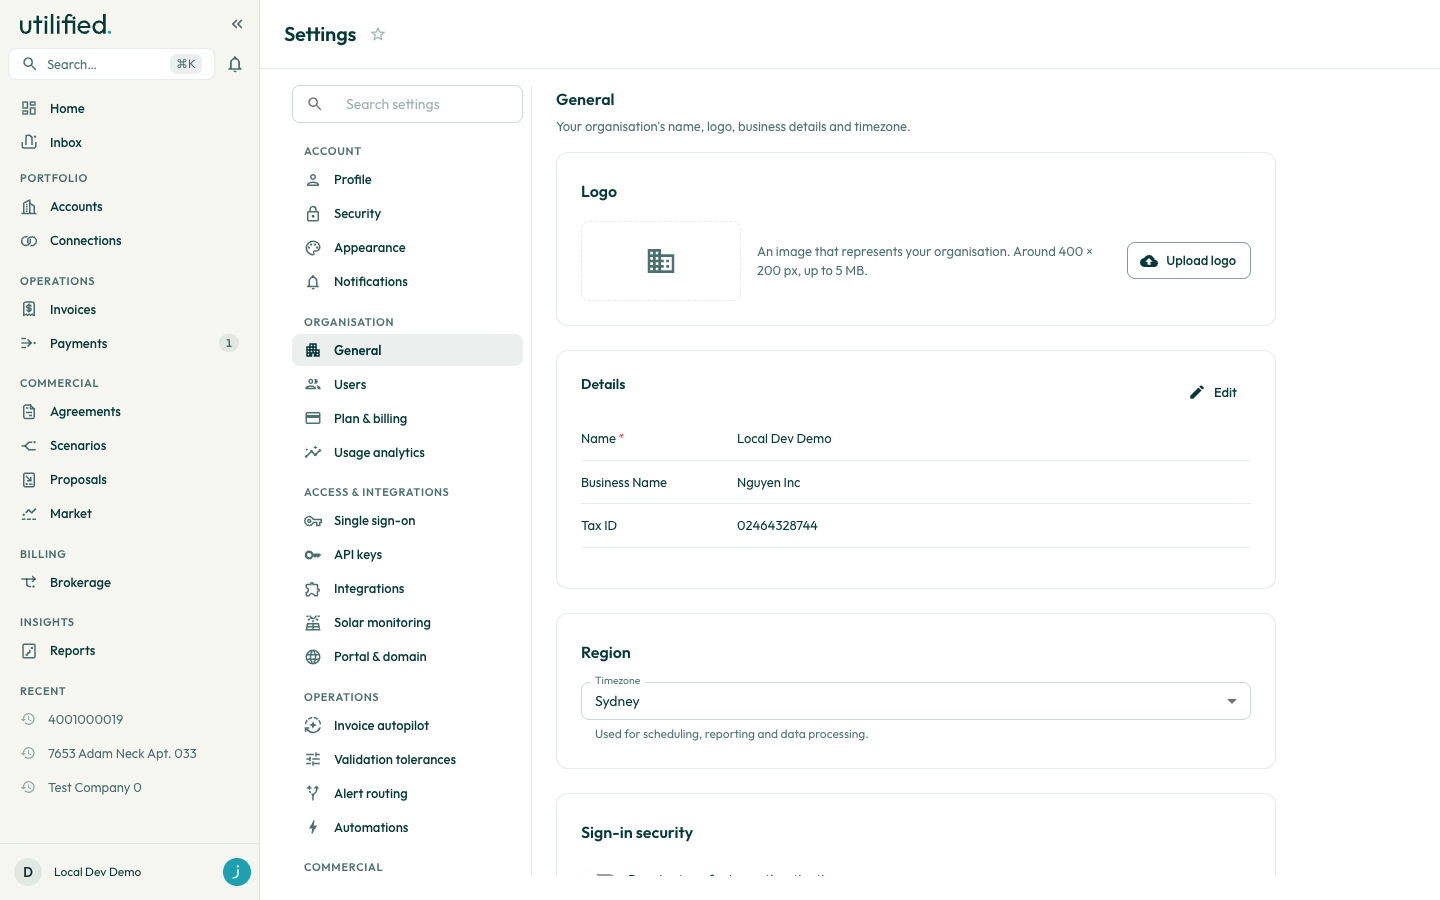 utilified.
Search...
⌘K
Home
Inbox
PORTFOLIO
Accounts
Connections
OPERATIONS
Invoices
Payments
1
COMMERCIAL
Agreements
Scenarios
Proposals
Market
BILLING
Brokerage
INSIGHTS
Reports
RECENT
4001000019
7653 Adam Neck Apt. 033
Test Company 0
D
Local Dev Demo
j
Settings
Search settings
ACCOUNT
Profile
Security
Appearance
Notifications
ORGANISATION
General
Users
Plan & billing
Usage analytics
ACCESS & INTEGRATIONS
Single sign-on
API keys
Integrations
Solar monitoring
Portal & domain
OPERATIONS
Invoice autopilot
Validation tolerances
Alert routing
Automations
COMMERCIAL
General
Your organisation's name, logo, business details and timezone.
Logo
An image that represents your organisation. Around 400 ×
200 px, up to 5 MB.
Upload logo
Details
Edit
Name *
Local Dev Demo
Business Name
Nguyen Inc
Tax ID
02464328744
Region
Timezone
Sydney
Used for scheduling, reporting and data processing.
Sign-in security